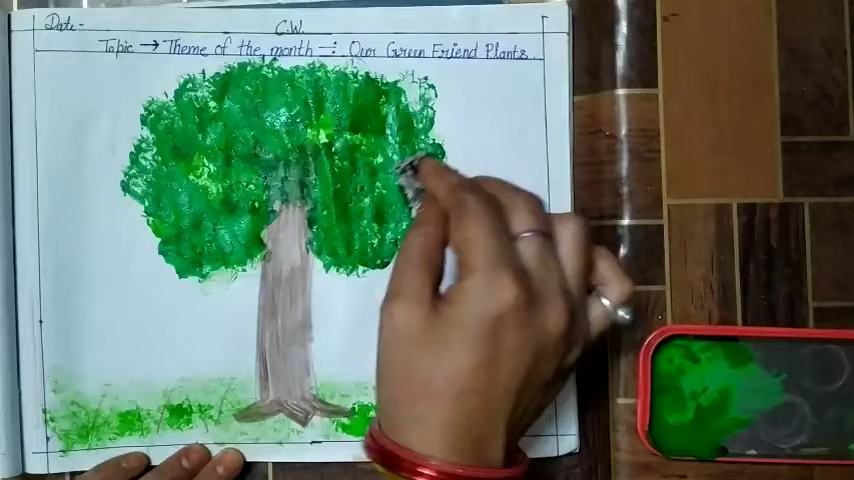 Date-
C.W.
Topic → Theme of the month -: Our Green Friend Plants.